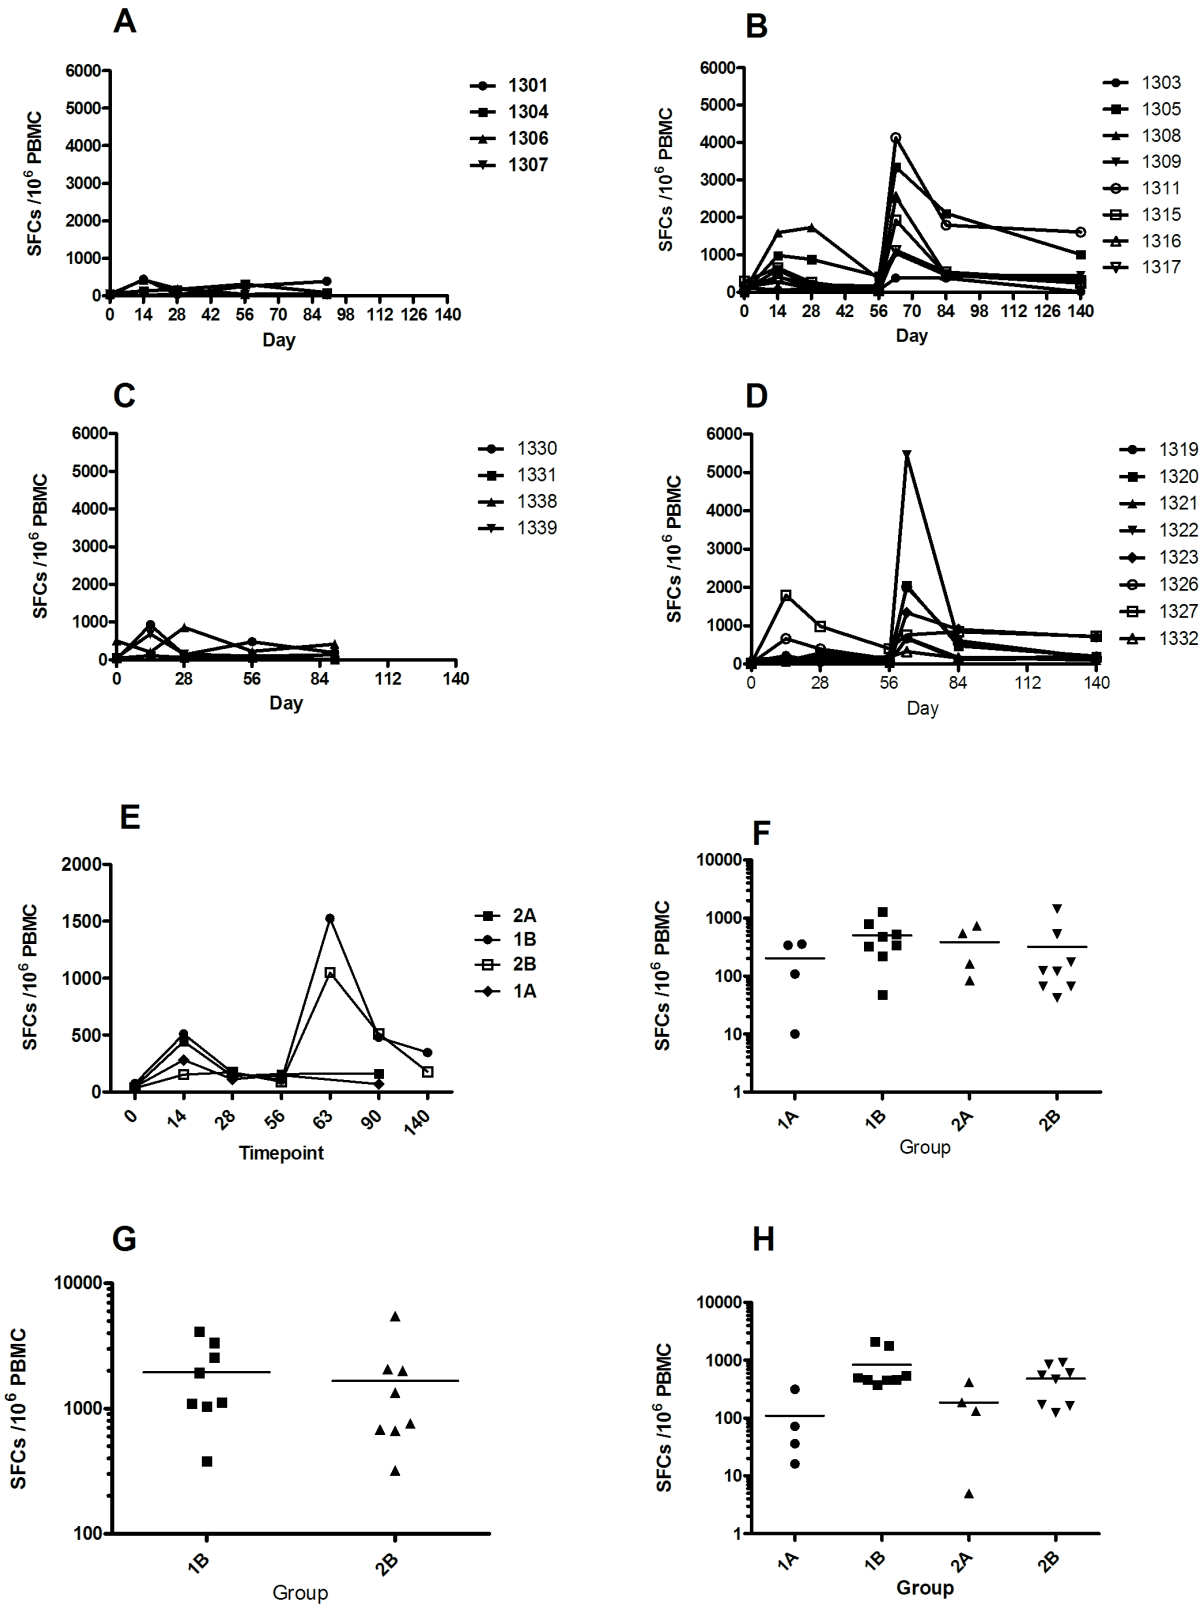 A
SFCs /10⁶ PBMC
6000
5000
4000
3000
2000
1000
0
0 14 28 42 56 70 84 98 112 126 140
Day
1301
1304
1306
1307
B
SFCs /10⁶ PBMC
6000
5000
4000
3000
2000
1000
0
0 14 28 42 56 70 84 98 112 126 140
Day
1303
1305
1308
1309
1311
1315
1316
1317
C
SFCs /10⁶ PBMC
6000
5000
4000
3000
2000
1000
0
0 28 56 84 112 140
Day
1330
1331
1338
1339
D
SFCs /10⁶ PBMC
6000
5000
4000
3000
2000
1000
0
0 28 56 84 112 140
Day
1319
1320
1321
1322
1323
1326
1327
1332
E
SFCs /10⁶ PBMC
2000
1500
1000
500
0
0 14 28 56 63 90 140
Timepoint
2A
1B
2B
1A
F
SFCs /10⁶ PBMC
10000
1000
100
10
1
1A 1B 2A 2B
Group
G
SFCs /10⁶ PBMC
10000
1000
100
1B 2B
Group
H
SFCs /10⁶ PBMC
10000
1000
100
10
1
1A 1B 2A 2B
Group